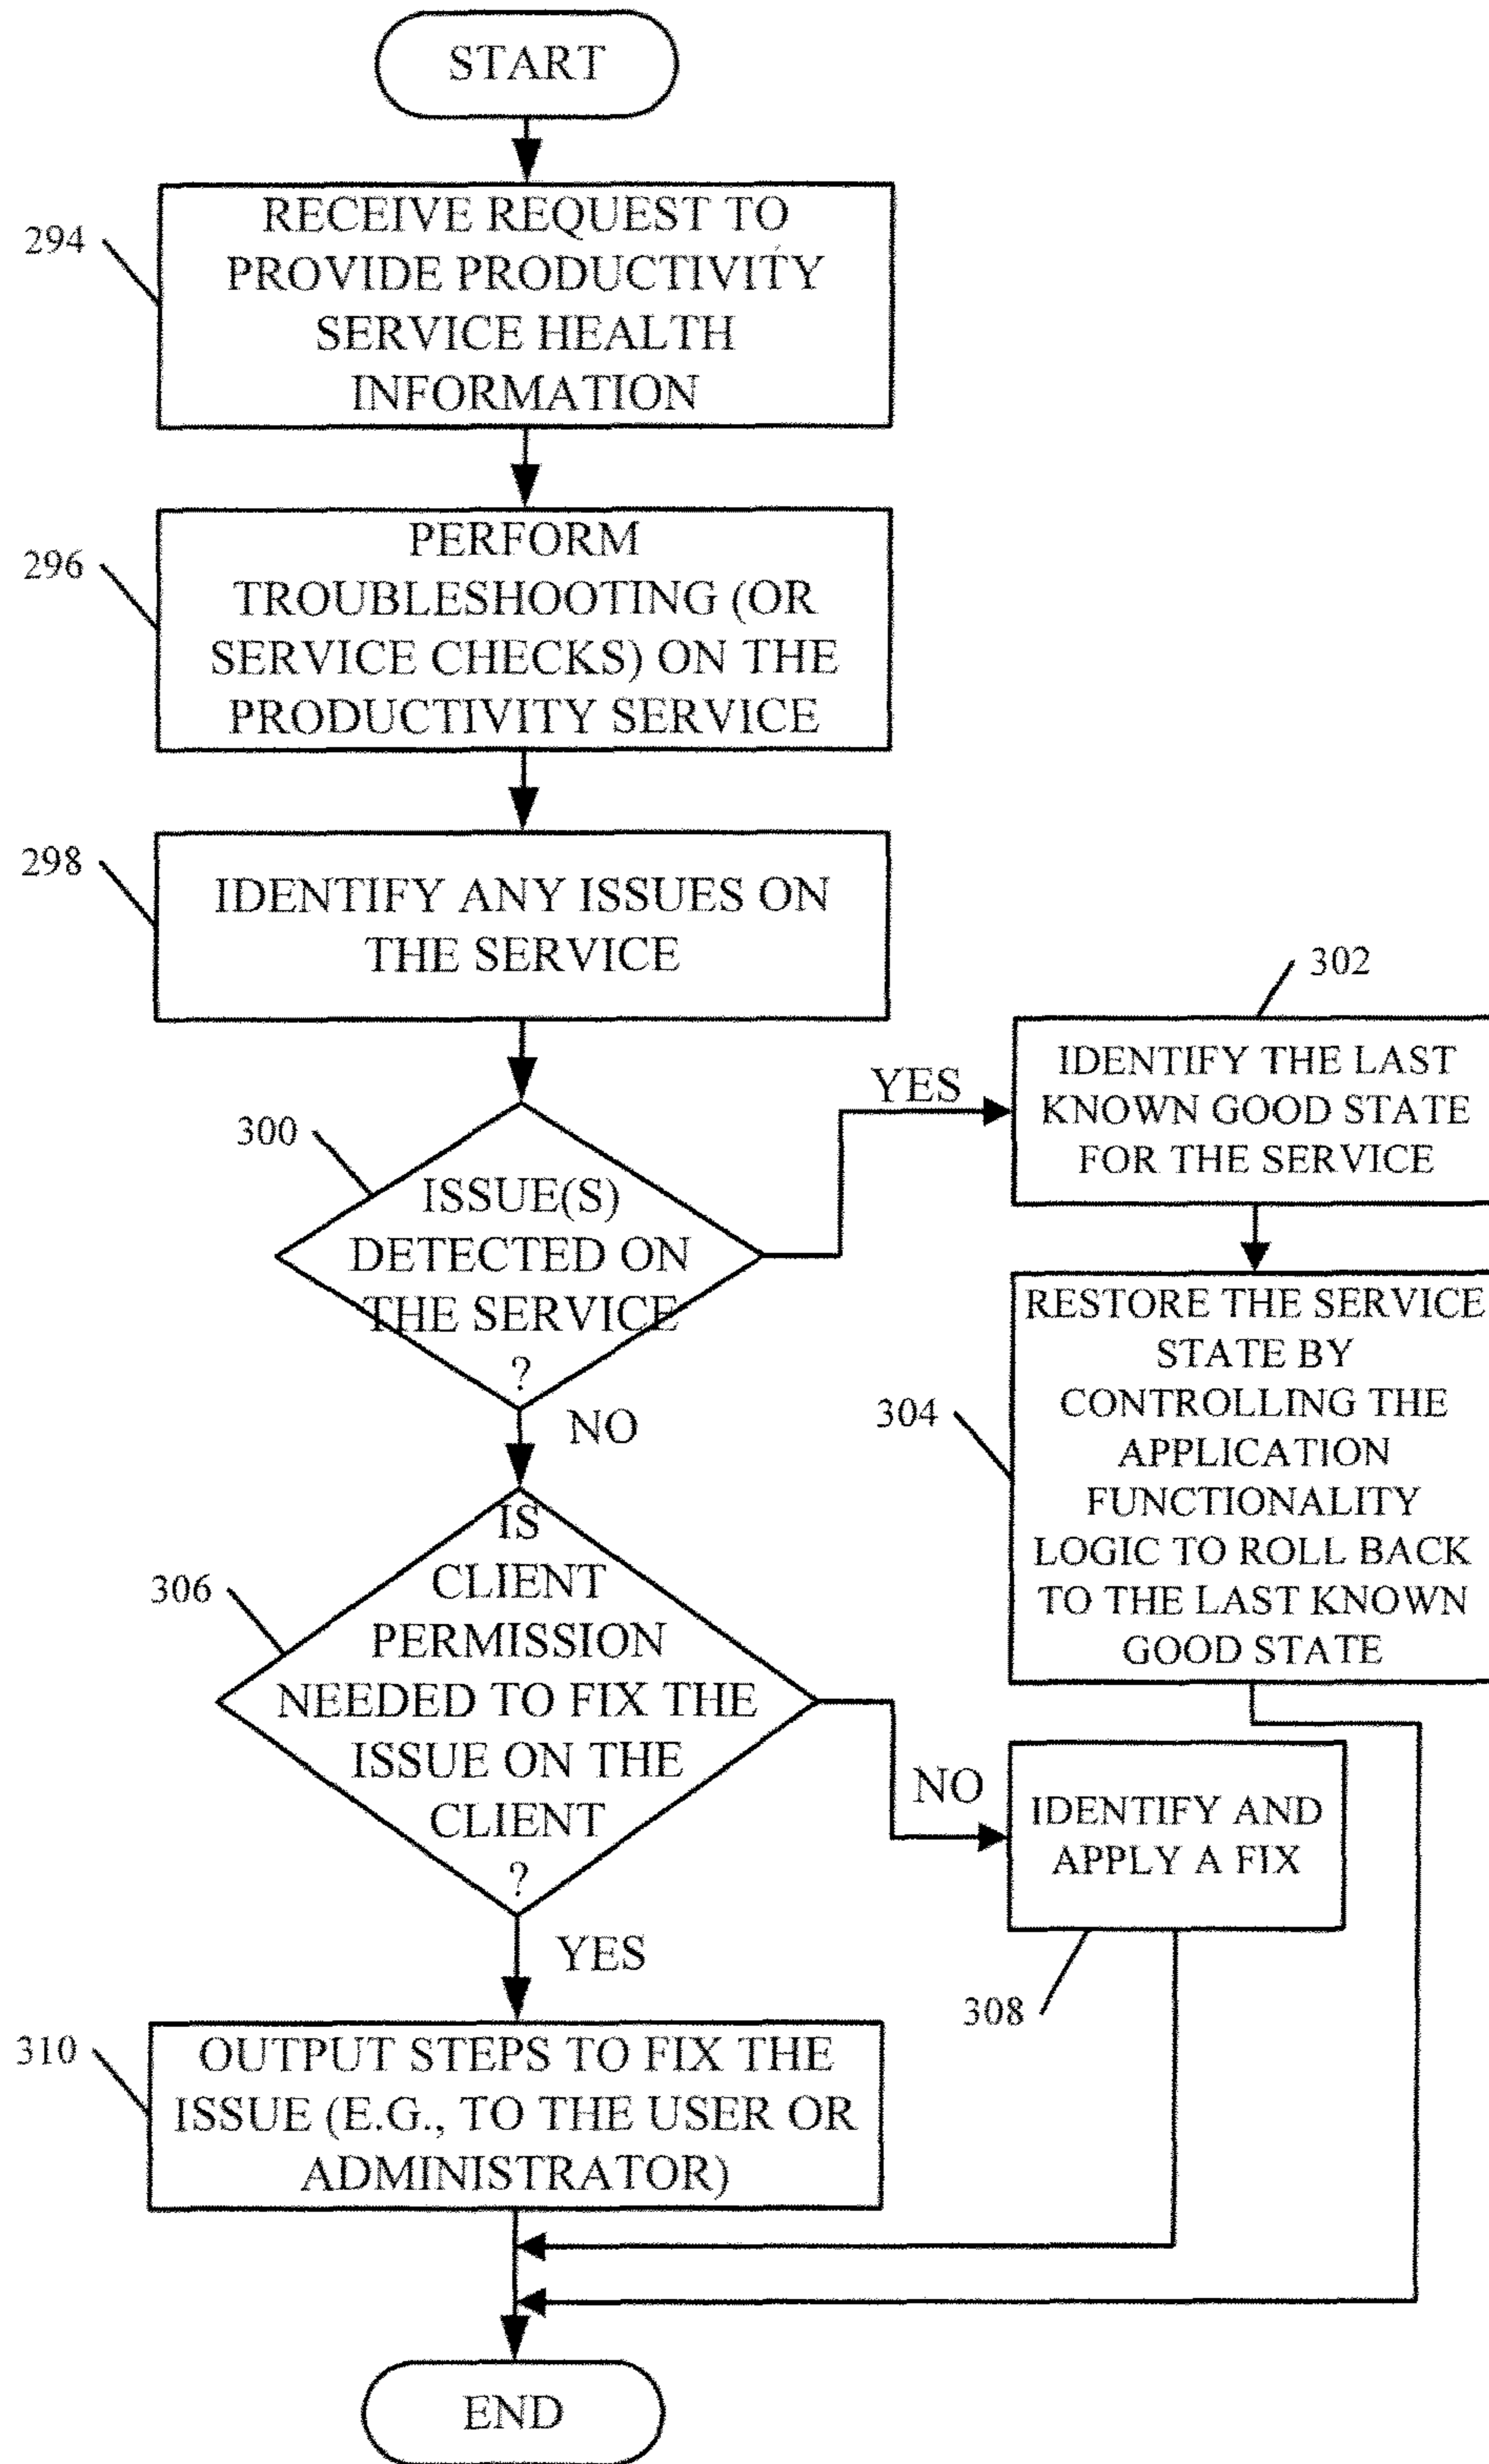 START
294
RECEIVE REQUEST TO
PROVIDE PRODUCTIVITY
SERVICE HEALTH
INFORMATION
296
PERFORM
TROUBLESHOOTING (OR
SERVICE CHECKS) ON THE
PRODUCTIVITY SERVICE
298
IDENTIFY ANY ISSUES ON
THE SERVICE
300
ISSUE(S)
DETECTED ON
THE SERVICE
?
YES
302
IDENTIFY THE LAST
KNOWN GOOD STATE
FOR THE SERVICE
304
RESTORE THE SERVICE
STATE BY
CONTROLLING THE
APPLICATION
FUNCTIONALITY
LOGIC TO ROLL BACK
TO THE LAST KNOWN
GOOD STATE
NO
306
IS
CLIENT
PERMISSION
NEEDED TO FIX THE
ISSUE ON THE
CLIENT
?
NO
IDENTIFY AND
APPLY A FIX
308
YES
310
OUTPUT STEPS TO FIX THE
ISSUE (E.G., TO THE USER OR
ADMINISTRATOR)
END